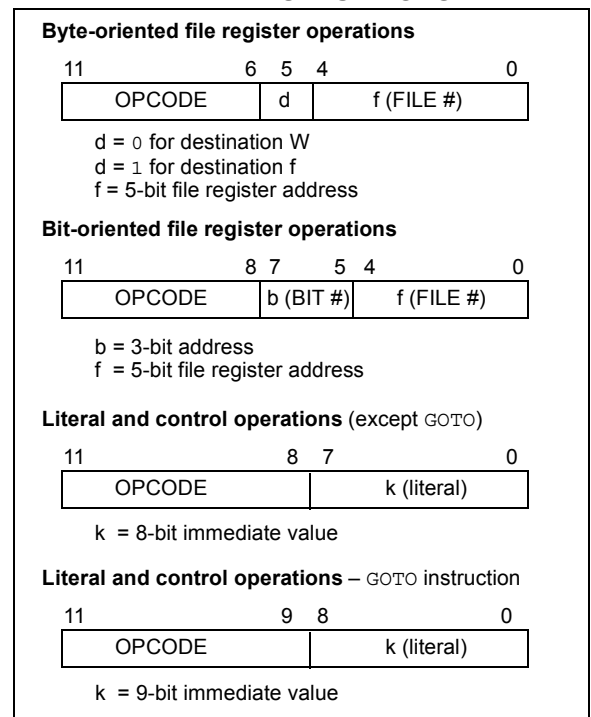 Byte-oriented file register operations
11 6 5 4 0
OPCODE d f (FILE #)
d = 0 for destination W
d = 1 for destination f
f = 5-bit file register address
Bit-oriented file register operations
11 8 7 5 4 0
OPCODE b (BIT #) f (FILE #)
b = 3-bit address
f = 5-bit file register address
Literal and control operations (except GOTO)
11 8 7 0
OPCODE k (literal)
k = 8-bit immediate value
Literal and control operations – GOTO instruction
11 9 8 0
OPCODE k (literal)
k = 9-bit immediate value